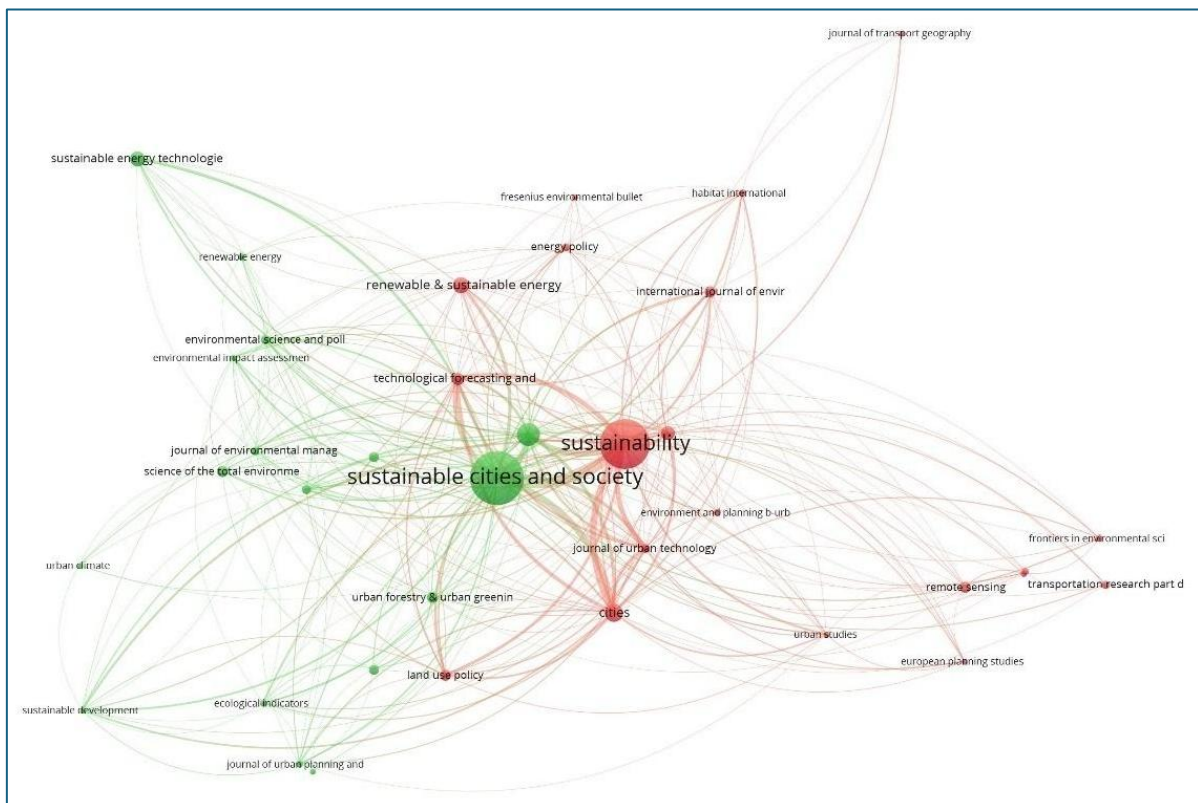 journal of transport geography
sustainable energy technologie
fresenius environmental bullet
habitat international
energy policy
renewable energy
renewable & sustainable energy
international journal of envir
environmental science and poll
environmental impact assessmen
technological forecasting and
sustainability
journal of environmental manag
science of the total environme
sustainable cities and society
environment and planning b-urb
journal of urban technology
frontiers in environmental sci
urban climate
remote sensing
transportation research part d
urban forestry & urban greenin
cities
urban studies
european planning studies
land use policy
sustainable development
ecological indicators
journal of urban planning and